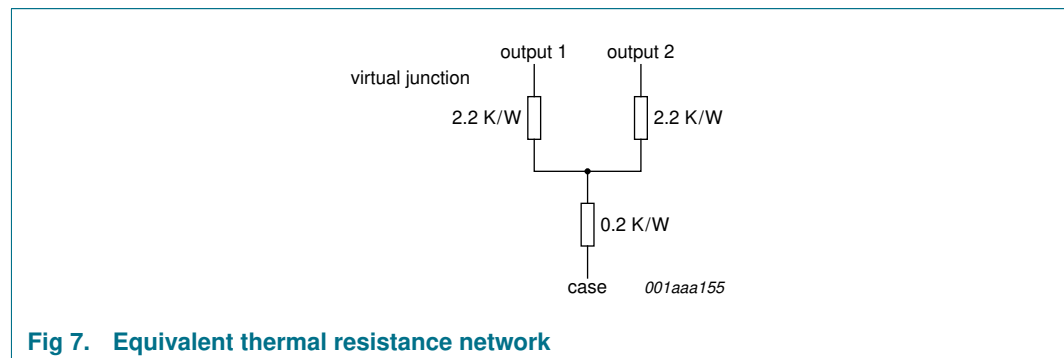 output 1 output 2
virtual junction
2.2 K/W 2.2 K/W
0.2 K/W
case 001aaa155
Fig 7. Equivalent thermal resistance network